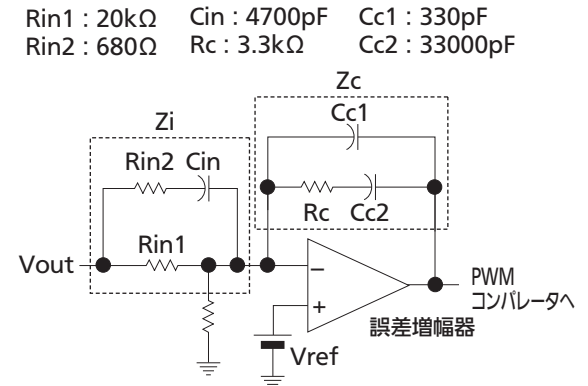 Rin1 : 20kΩ Cin : 4700pF Cc1 : 330pF
Rin2 : 680Ω Rc : 3.3kΩ Cc2 : 33000pF
Zc
Cc1
Zi
Rin2 Cin
Rc Cc2
Rin1
Vout
−
+
PWM
コンパレータへ
誤差増幅器
Vref